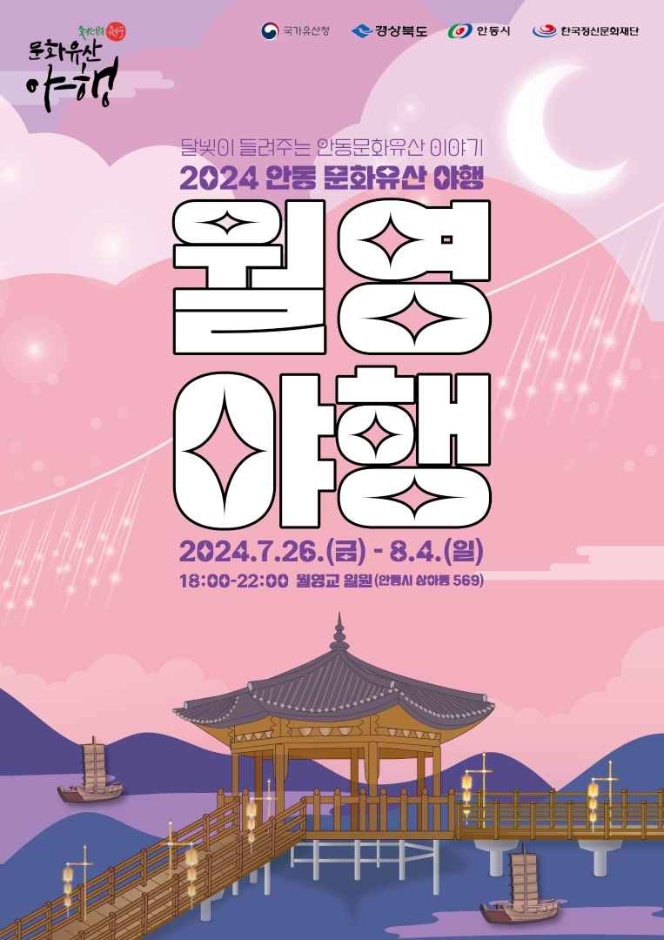 문화유산
야행
국가유산청 경상북도 안동시 한국정신문화재단
달빛이 들려주는 안동문화유산 이야기
2024 안동 문화유산 야행
월영
야행
2024.7.26.(금) - 8.4.(일)
18:00-22:00 월영교 일원(안동시 상아동 569)